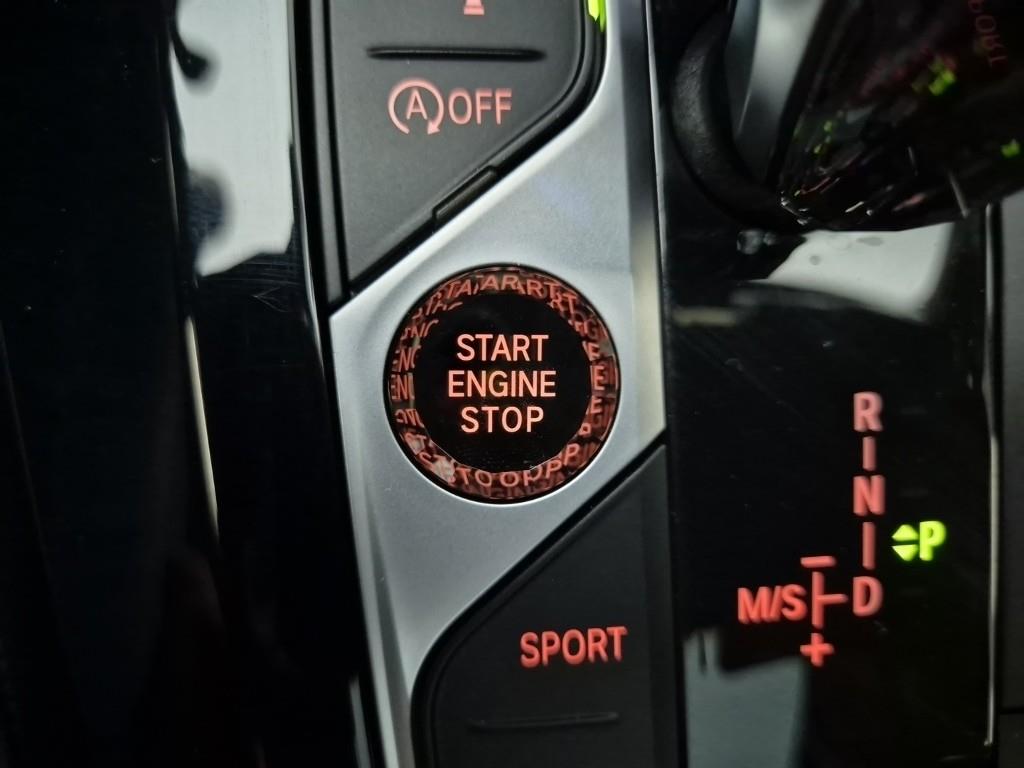 A OFF
START
ENGINE
STOP
SPORT
R
N
P
M/S
D
-
+